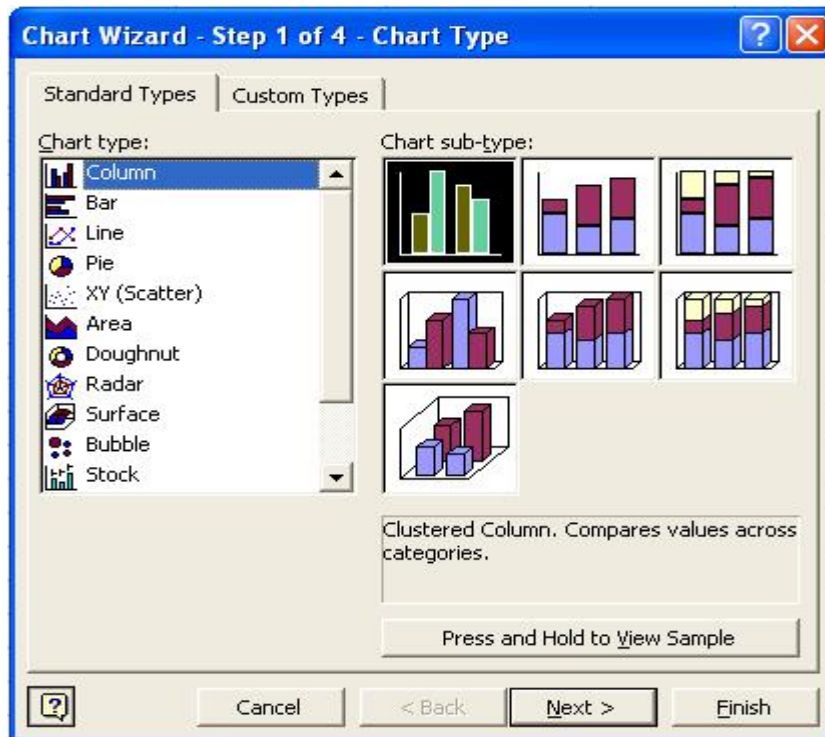 Chart Wizard - Step 1 of 4 - Chart Type
Standard Types
Custom Types
Chart type:
Column
Bar
Line
Pie
XY (Scatter)
Area
Doughnut
Radar
Surface
Bubble
Stock
Chart sub-type:
Clustered Column. Compares values across
categories.
Press and Hold to View Sample
Cancel
< Back
Next >
Finish